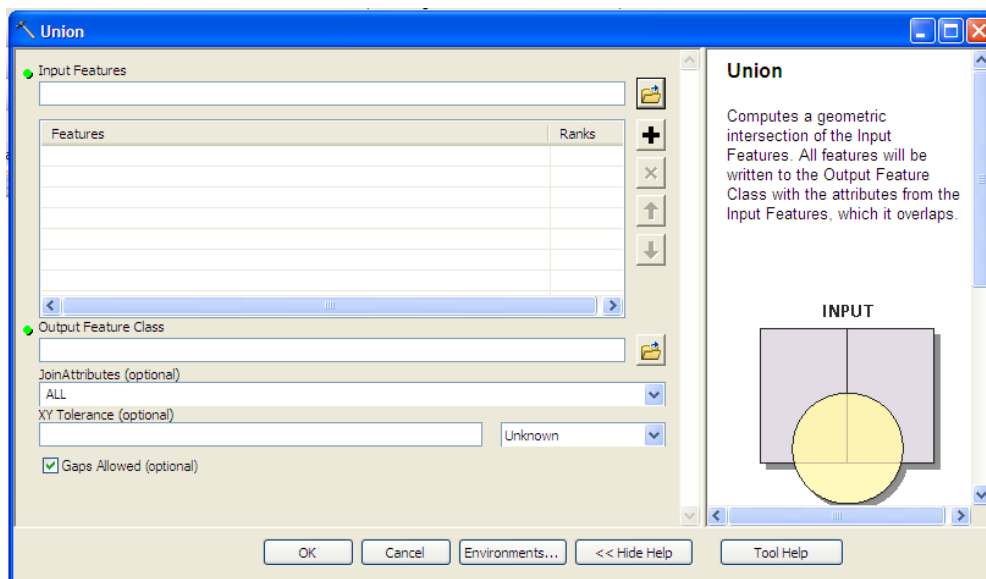 Union
Input Features
Features Ranks
Output Feature Class
JoinAttributes (optional)
ALL
XY Tolerance (optional)
Unknown
Gaps Allowed (optional)
OK
Cancel
Environments...
<< Hide Help
Tool Help
Union
Computes a geometric
intersection of the Input
Features. All features will be
written to the Output Feature
Class with the attributes from the
Input Features, which it overlaps.
INPUT